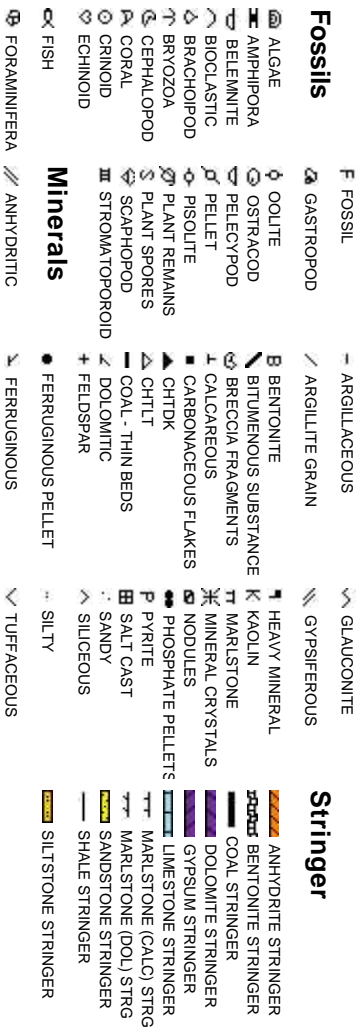 Fossils
ALGAE
AMPHIPORA
BELEMNITE
BIOCLASTIC
BRACHIOPOD
BRYOZOA
CEPHALOPOD
CORAL
CRINOID
ECHINOID
FISH
FORAMINIFERA
F FOSSIL
GASTROPOD
OOLITE
OSTRACOD
PELECYPOD
PELLET
PISOLITE
PLANT REMAINS
S PLANT SPORES
SCAPHOPOD
STROMATOPOROID
Minerals
ANHYDRITIC
ARGILLACEOUS
ARGILLITE GRAIN
B BENTONITE
BITUMENOUS SUBSTANCE
BRECCIA FRAGMENTS
CALCAREOUS
CARBONACEOUS FLAKES
CHTDK
CHTLT
COAL - THIN BEDS
DOLOMITIC
FELDSPAR
FERRUGINOUS PELLET
FERRUGINOUS
GLAUCONITE
GYPSIFEROUS
HEAVY MINERAL
K KAOLIN
MARLSTONE
MINERAL CRYSTALS
NODULES
PHOSPHATE PELLETS
P PYRITE
SALT CAST
SANDY
SILICEOUS
SILTY
TUFFACEOUS
Stringer
ANHYDRITE STRINGER
BENTONITE STRINGER
COAL STRINGER
DOLOMITE STRINGER
GYPSUM STRINGER
LIMESTONE STRINGER
MARLSTONE (CALC) STRG
MARLSTONE (DOL) STRG
SANDSTONE STRINGER
SHALE STRINGER
SILTSTONE STRINGER